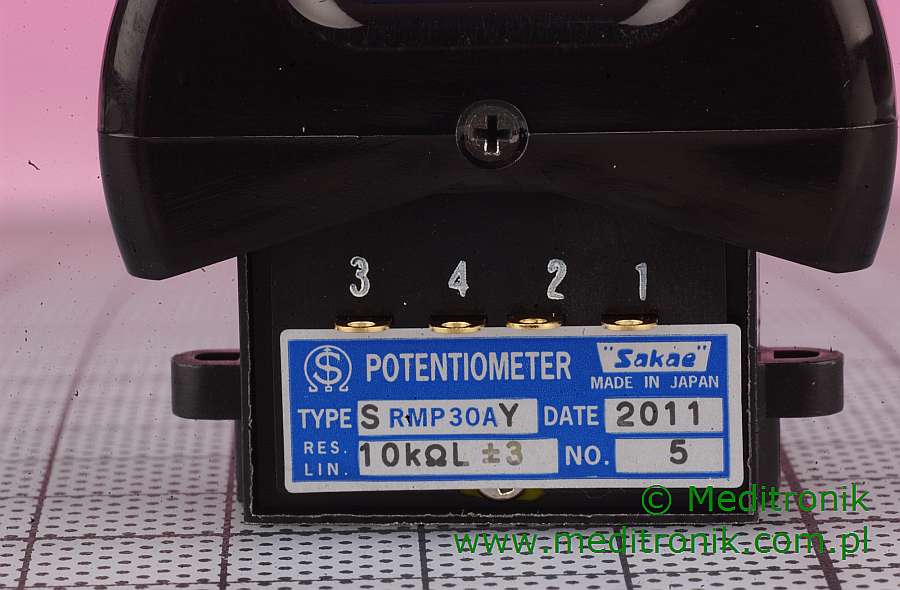 3 4 2 1
S POTENTIOMETER "Sakae"
MADE IN JAPAN
TYPE S RMP30AY DATE 2011
RES. LIN. 10kΩL ±3 NO. 5
© Meditronik
www.meditronik.com.pl